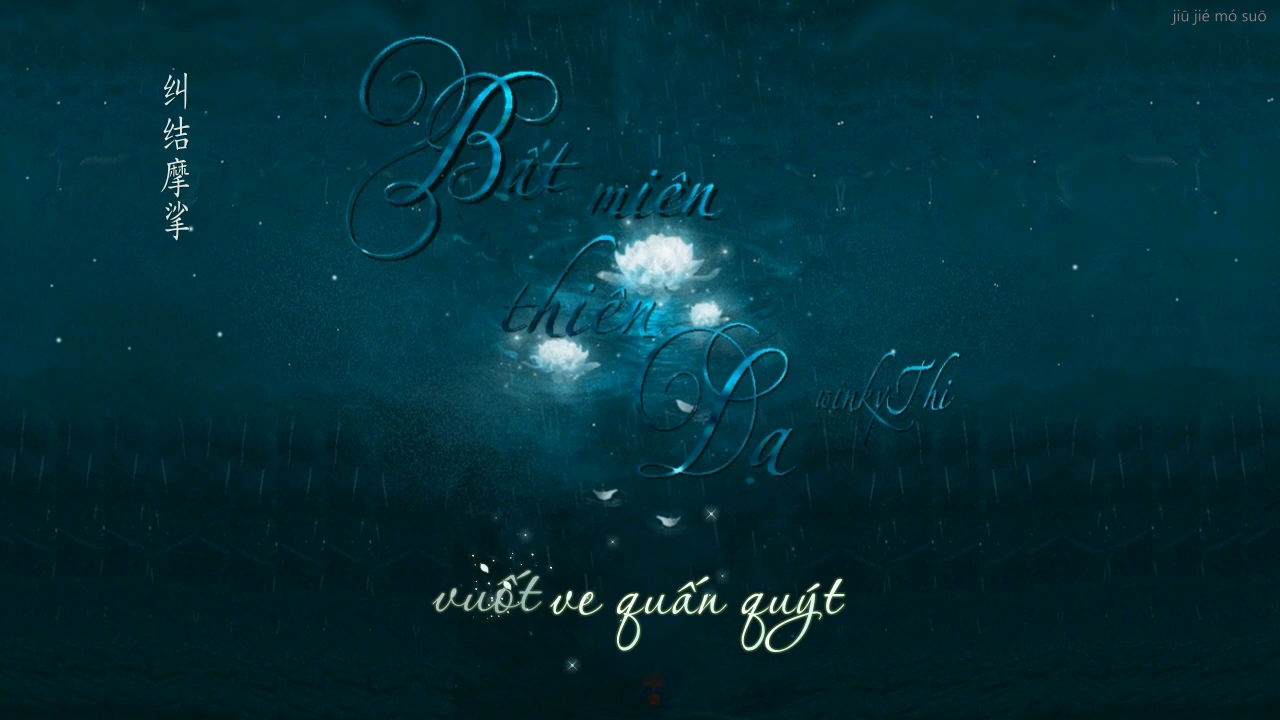 jiū jié mó suō
纠结摩挲
Bất miên
thiên
Dạ
winkyThi
vuốt ve quấn quýt